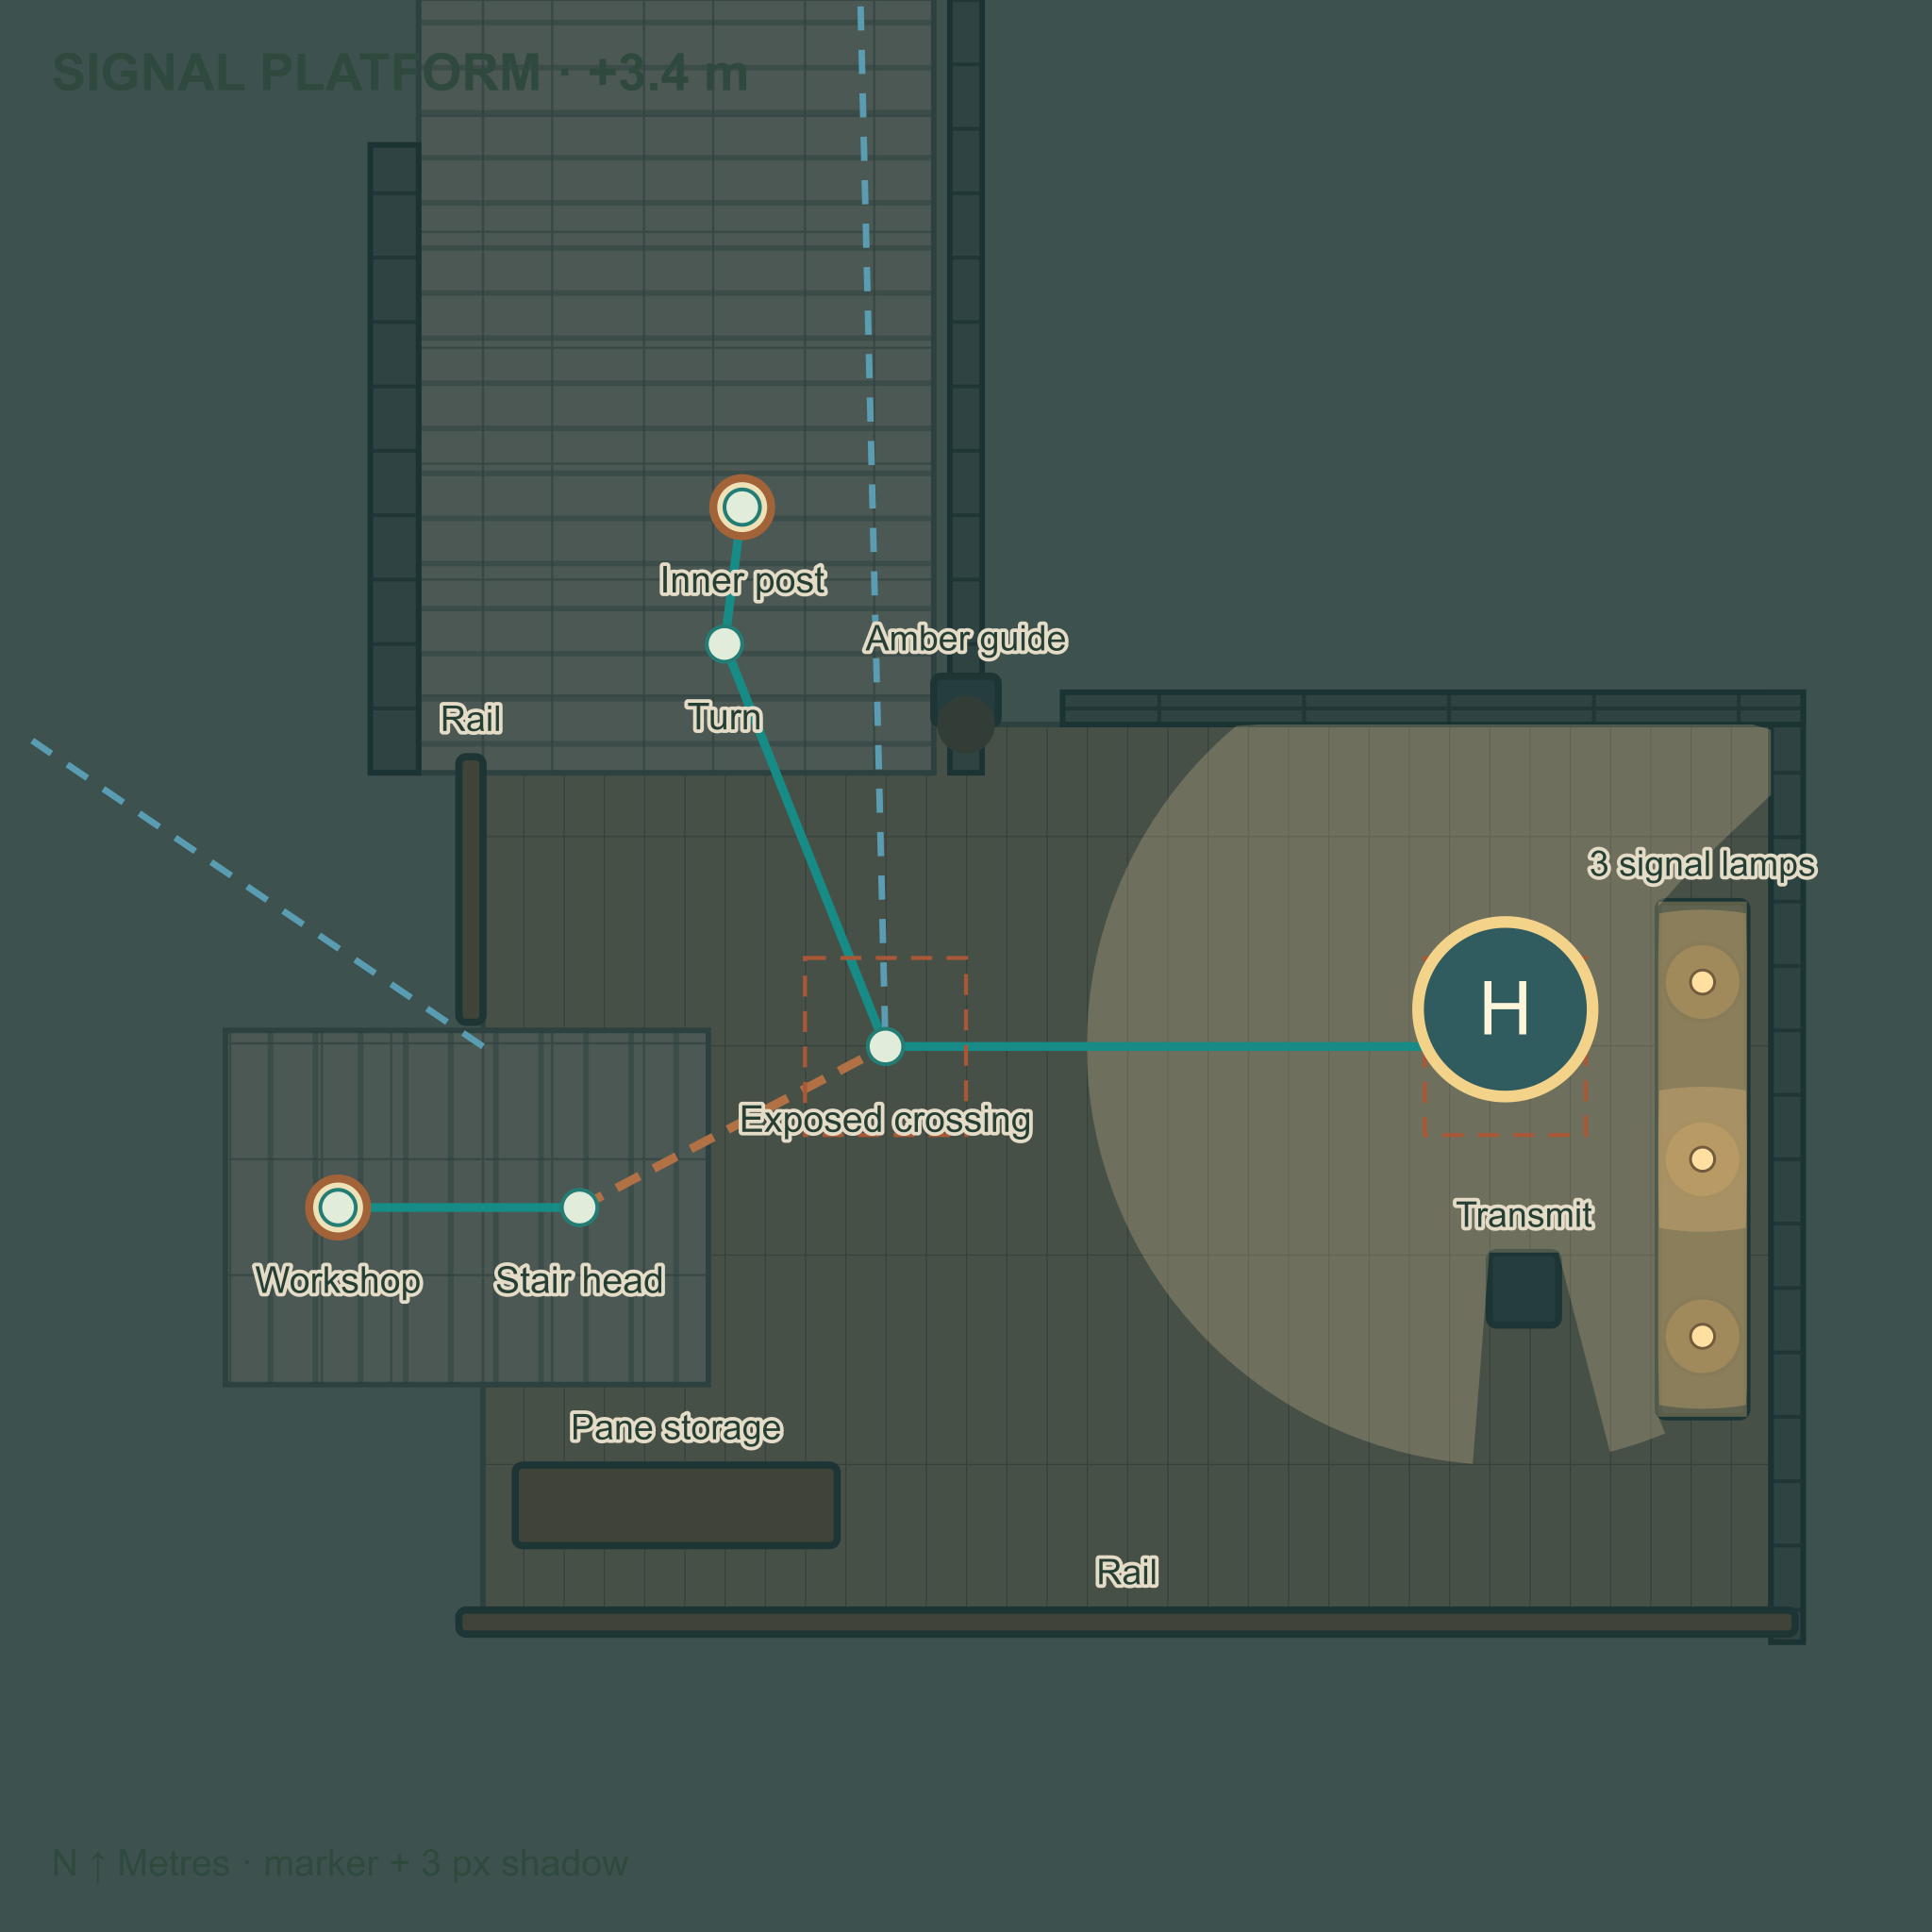 SIGNAL PLATFORM · +3.4 m
Inner post
Amber guide
Rail
Turn
3 signal lamps
H
Exposed crossing
Transmit
Workshop
Stair head
Pane storage
Rail
N ↑ Metres · marker + 3 px shadow